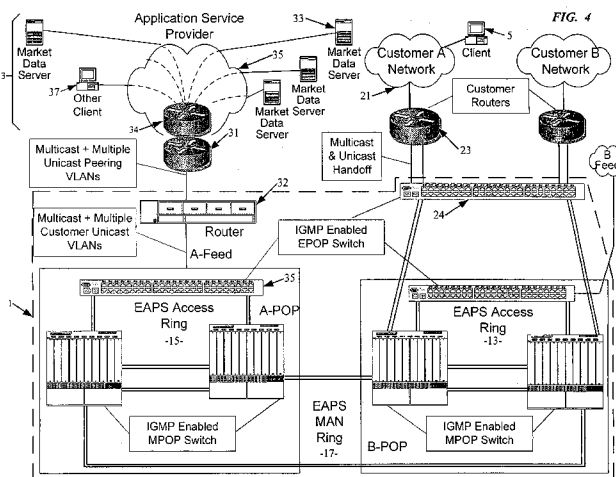 FIG. 4
Application Service
Provider
33
35
Market
Data
Server
Market
Data
Server
3
37
Other
Client
Market
Data
Server
Market
Data
Server
34
31
Customer A
Network
5
Client
Customer B
Network
21
Customer
Routers
23
Multicast
& Unicast
Handoff
B
Feed
24
Multicast + Multiple
Unicast Peering
VLANs
32
Router
Multicast + Multiple
Customer Unicast
VLANs
A-Feed
IGMP Enabled
EPOP Switch
35
1
EAPS Access
Ring
-15-
A-POP
EAPS Access
Ring
-13-
IGMP Enabled
MPOP Switch
EAPS
MAN
Ring
-17-
B-POP
IGMP Enabled
MPOP Switch